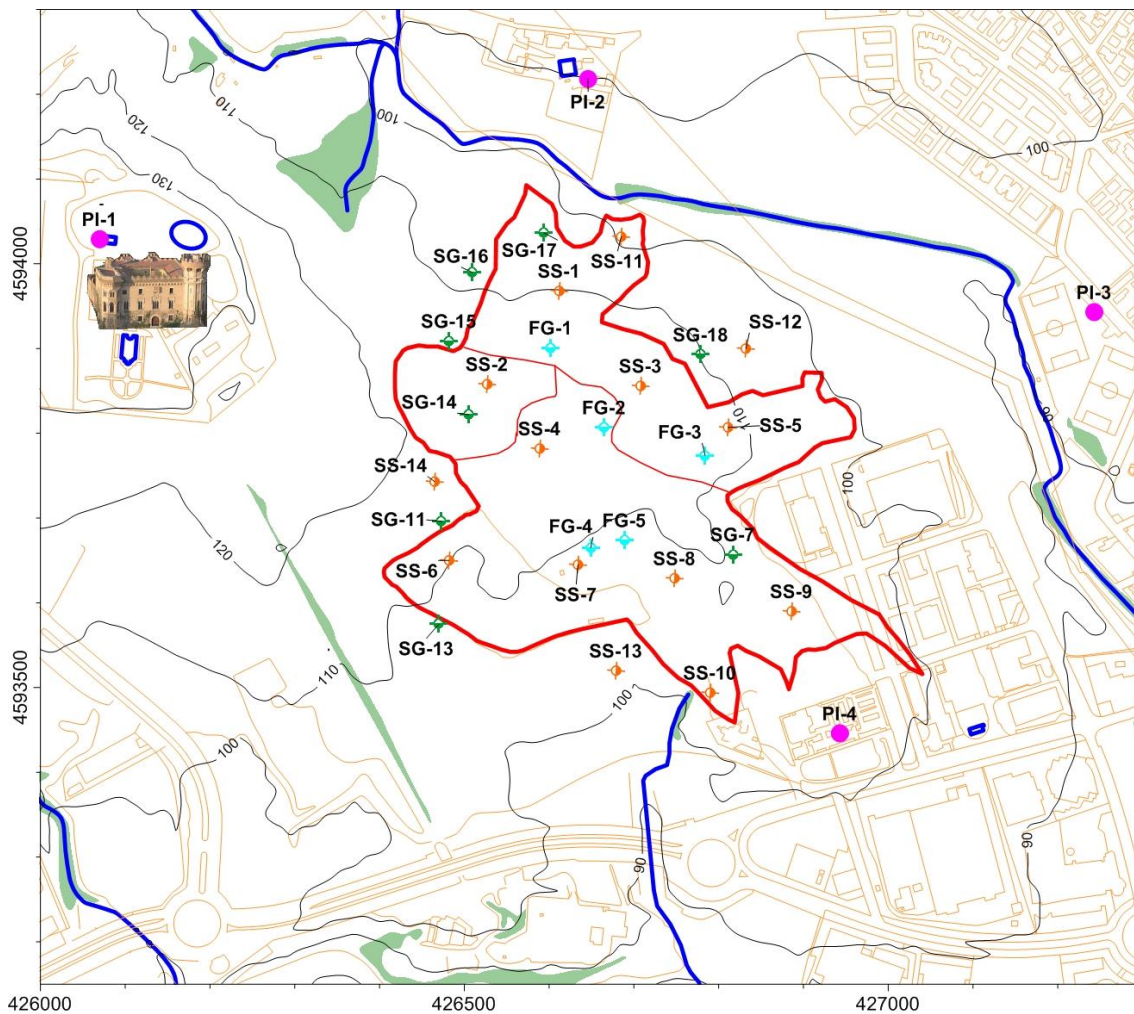 110
100
120
PI-2
100
130
PI-1
4594000
SG-17
SS-11
SG-16
SS-1
PI-3
SG-15
FG-1
SG-18
SS-12
SS-2
SS-3
90
SG-14
FG-2
110
SS-4
FG-3
SS-5
SS-14
100
SG-11
FG-4
FG-5
SG-7
120
SS-6
SS-8
SS-7
SS-9
SG-13
SS-13
110
SS-10
4593500
100
PI-4
100
90
90
426000
426500
427000